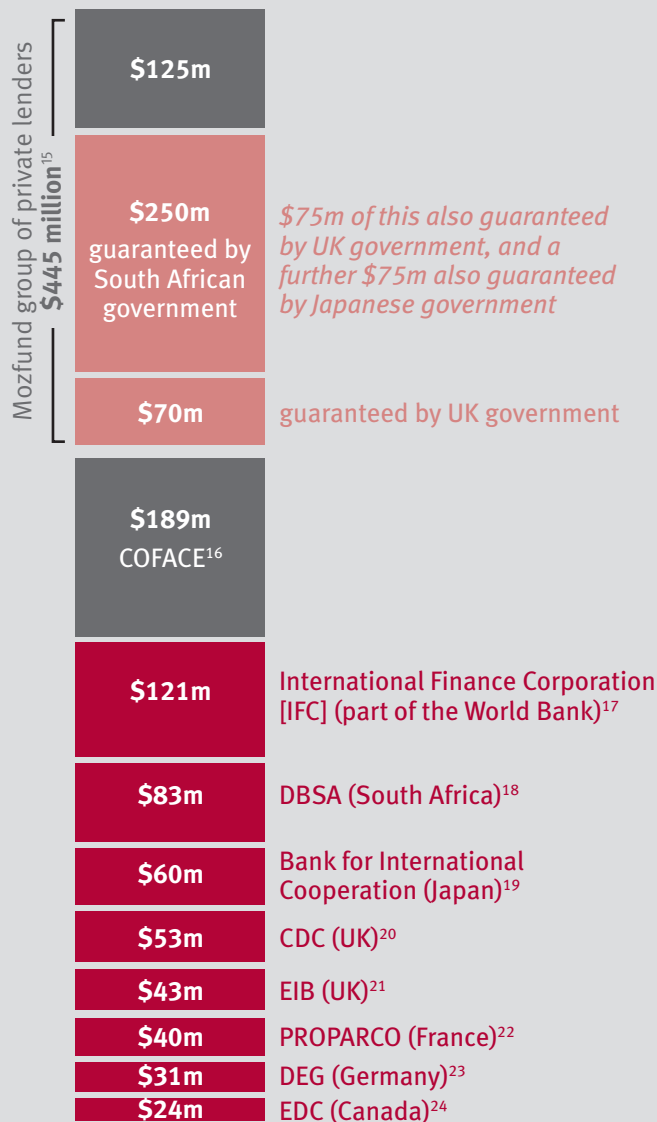 Mozfund group of private lenders
$445 million15
$125m
$250m
guaranteed by
South African
government
$75m of this also guaranteed
by UK government, and a
further $75m also guaranteed
by Japanese government
$70m
guaranteed by UK government
$189m
COFACE16
$121m
International Finance Corporation
[IFC] (part of the World Bank)17
$83m
DBSA (South Africa)18
$60m
Bank for International
Cooperation (Japan)19
$53m
CDC (UK)20
$43m
EIB (UK)21
$40m
PROPARCO (France)22
$31m
DEG (Germany)23
$24m
EDC (Canada)24